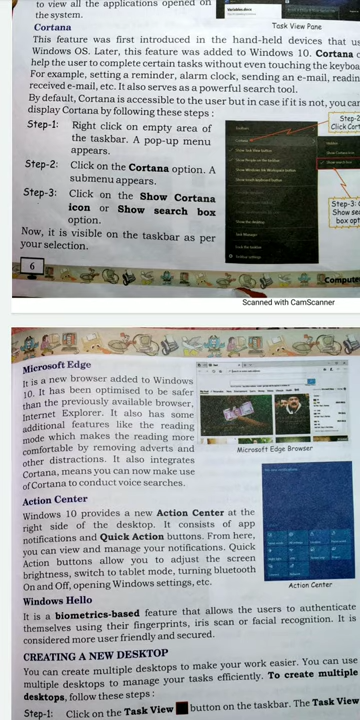 to view all the applications opened on
the system.
Task View Pane
Cortana
This feature was first introduced in the hand-held devices that
Windows OS. Later, this feature was added to Windows 10. Cortana
help the user to complete certain tasks without even touching the
For example, setting a reminder, alarm clock, sending an e-mail,
received e-mail, etc. It also serves as a powerful search tool.
By default, Cortana is accessible to the user but in case if it is not, you
display Cortana by following these steps :
Step-1: Right click on empty area of
the taskbar. A pop-up menu
appears.
Step-2: Click on the Cortana option. A
submenu appears.
Step-3: Click on the Show Cortana
icon or Show search box
option.
Now, it is visible on the taskbar as per
your selection.
Step-2
Click
Step-3:
Show
box
6
Scanned with CamScanner
Microsoft Edge
It is a new browser added to Windows
10. It has been optimised to be safer
than the previously available browser,
Internet Explorer. It also has some
additional features like the reading
mode which makes the reading more
comfortable by removing adverts and
other distractions. It also integrates
Cortana, means you can now make use
of Cortana to conduct voice searches.
Microsoft Edge Browser
Action Center
Windows 10 provides a new Action Center at the
right side of the desktop. It consists of app
notifications and Quick Action buttons. From here,
you can view and manage your notifications. Quick
Action buttons allow you to adjust the screen
brightness, switch to tablet mode, turning bluetooth
On and Off, opening Windows settings, etc.
Action Center
Windows Hello
It is a biometrics-based feature that allows the users to authenticate
themselves using their fingerprints, iris scan or facial recognition. It is
considered more user friendly and secured.
CREATING A NEW DESKTOP
You can create multiple desktops to make your work easier. You can use
multiple desktops to manage your tasks efficiently. To create multiple
desktops, follow these steps :
Step-1: Click on the Task View button on the taskbar. The Task View